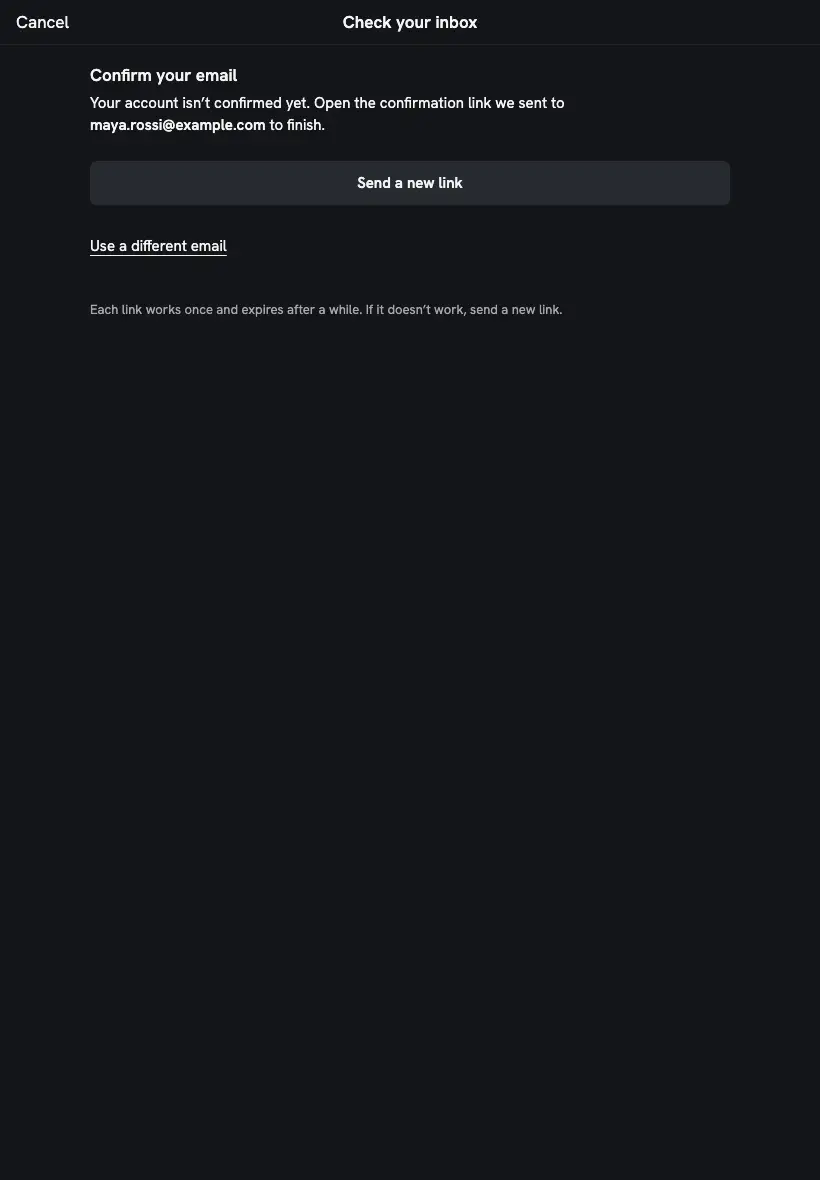 Cancel
Check your inbox
Confirm your email
Your account isn’t confirmed yet. Open the confirmation link we sent to
maya.rossi@example.com to finish.
Send a new link
Use a different email
Each link works once and expires after a while. If it doesn’t work, send a new link.